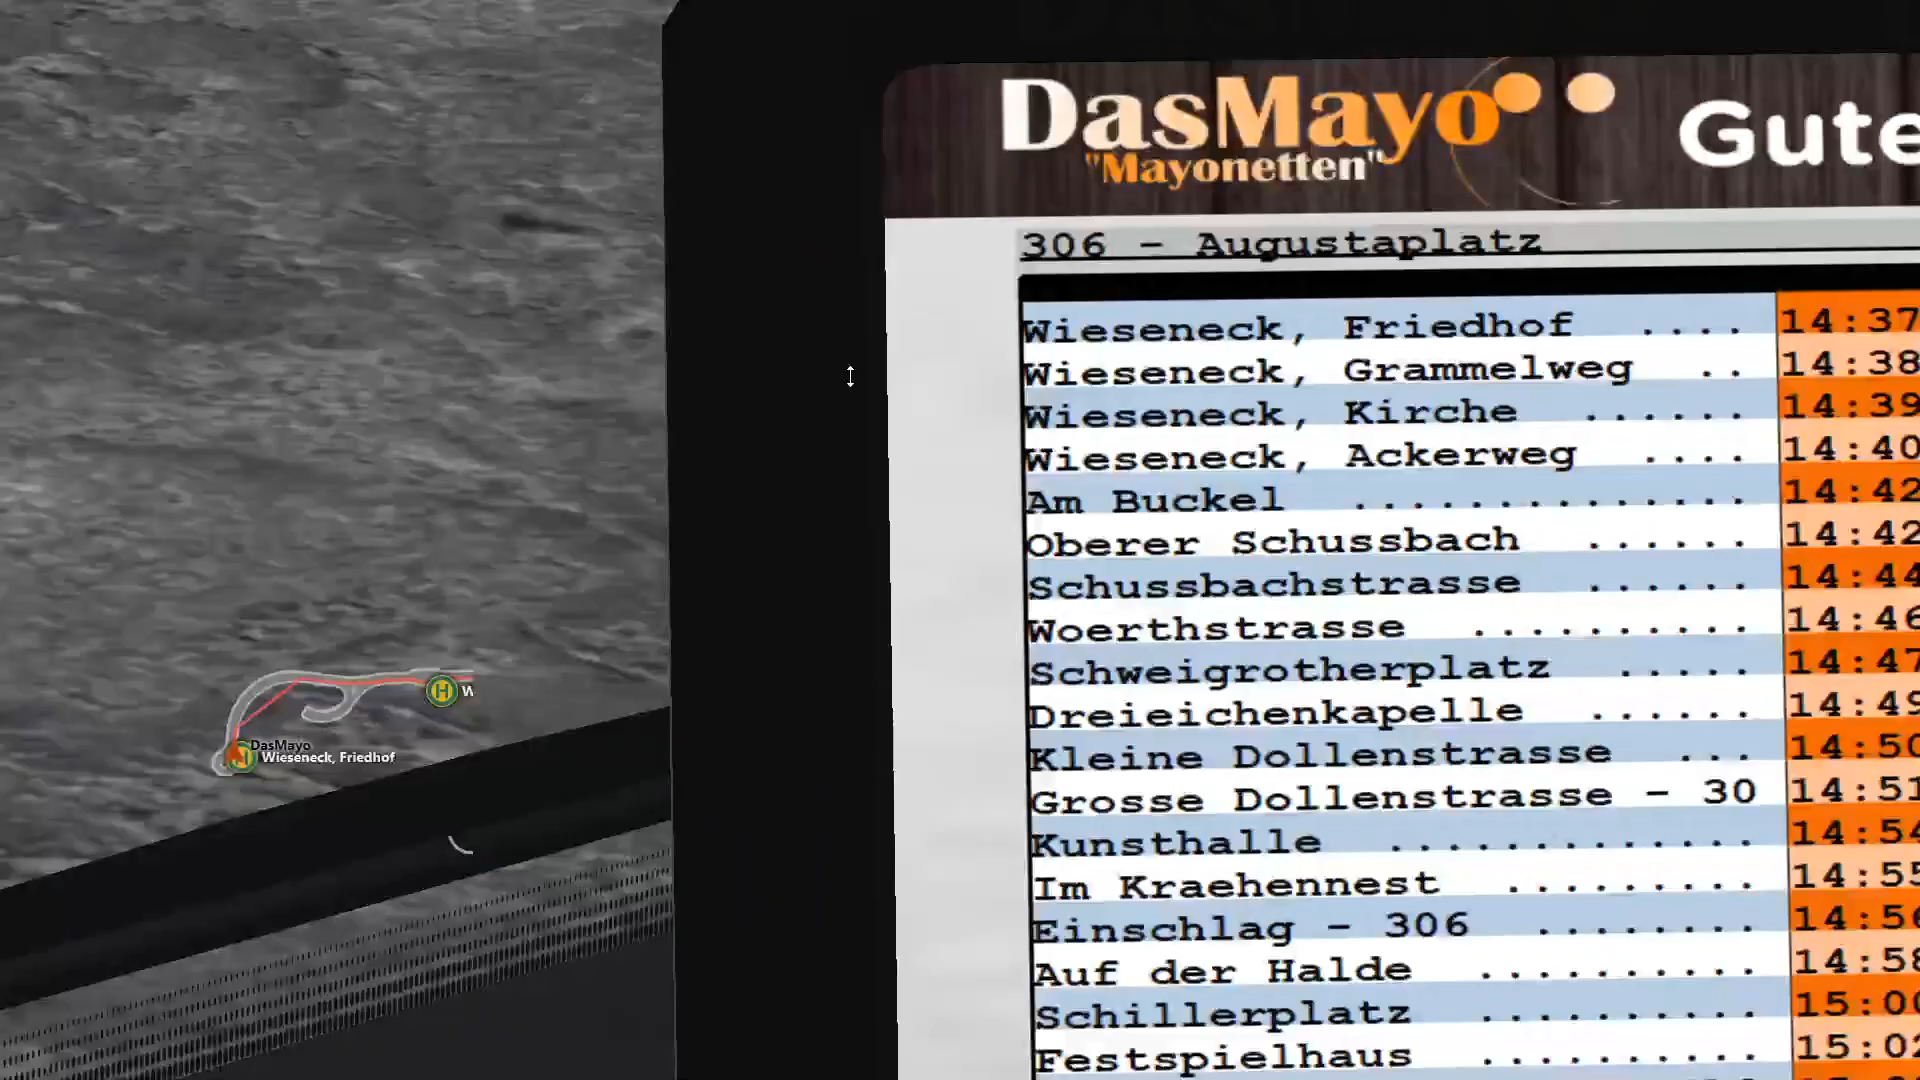 DasMayo
"Mayonetten"
Gute
306 - Augustaplatz
Wieseneck, Friedhof .... 14:37
Wieseneck, Grammelweg .. 14:38
Wieseneck, Kirche ...... 14:39
Wieseneck, Ackerweg .... 14:40
Am Buckel .............. 14:42
Oberer Schussbach ...... 14:42
Schussbachstrasse ...... 14:44
Woerthstrasse .......... 14:46
Schweigrotherplatz ..... 14:47
Dreieichenkapelle ...... 14:49
Kleine Dollenstrasse ... 14:50
Grosse Dollenstrasse - 30 14:51
Kunsthalle ............. 14:54
Im Kraehennest ......... 14:55
Einschlag - 306 ........ 14:56
Auf der Halde .......... 14:58
Schillerplatz .......... 15:00
Festspielhaus .......... 15:02
H W
DasMayo
H Wieseneck, Friedhof